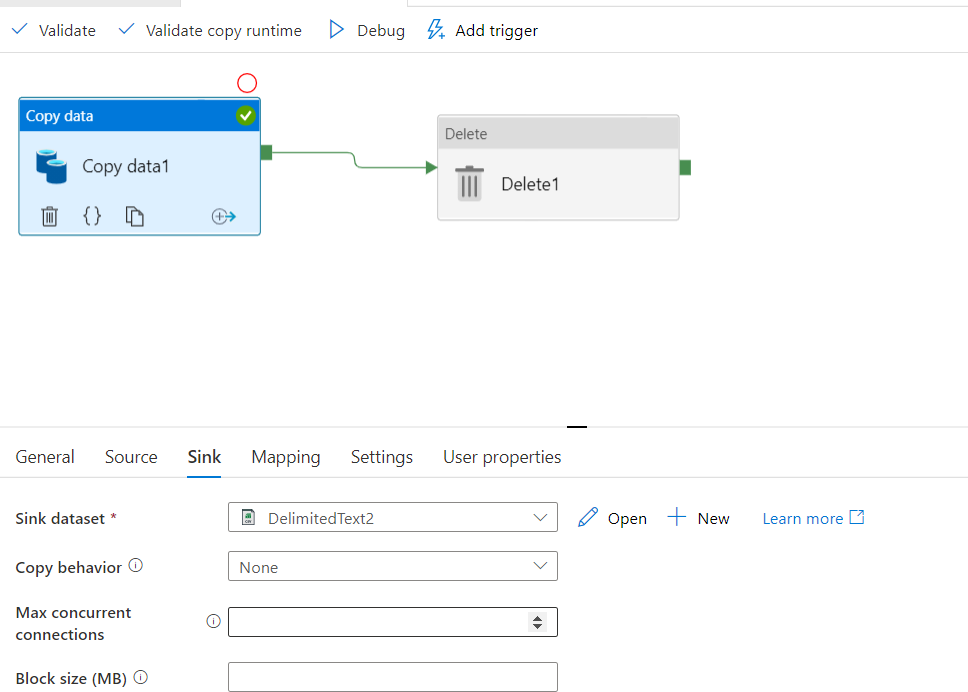 Validate Validate copy runtime Debug Add trigger
Copy data
Copy data1
{}
Delete
Delete1
General Source Sink Mapping Settings User properties
Sink dataset * DelimitedText2 Open New Learn more
Copy behavior None
Max concurrent
connections
Block size (MB)